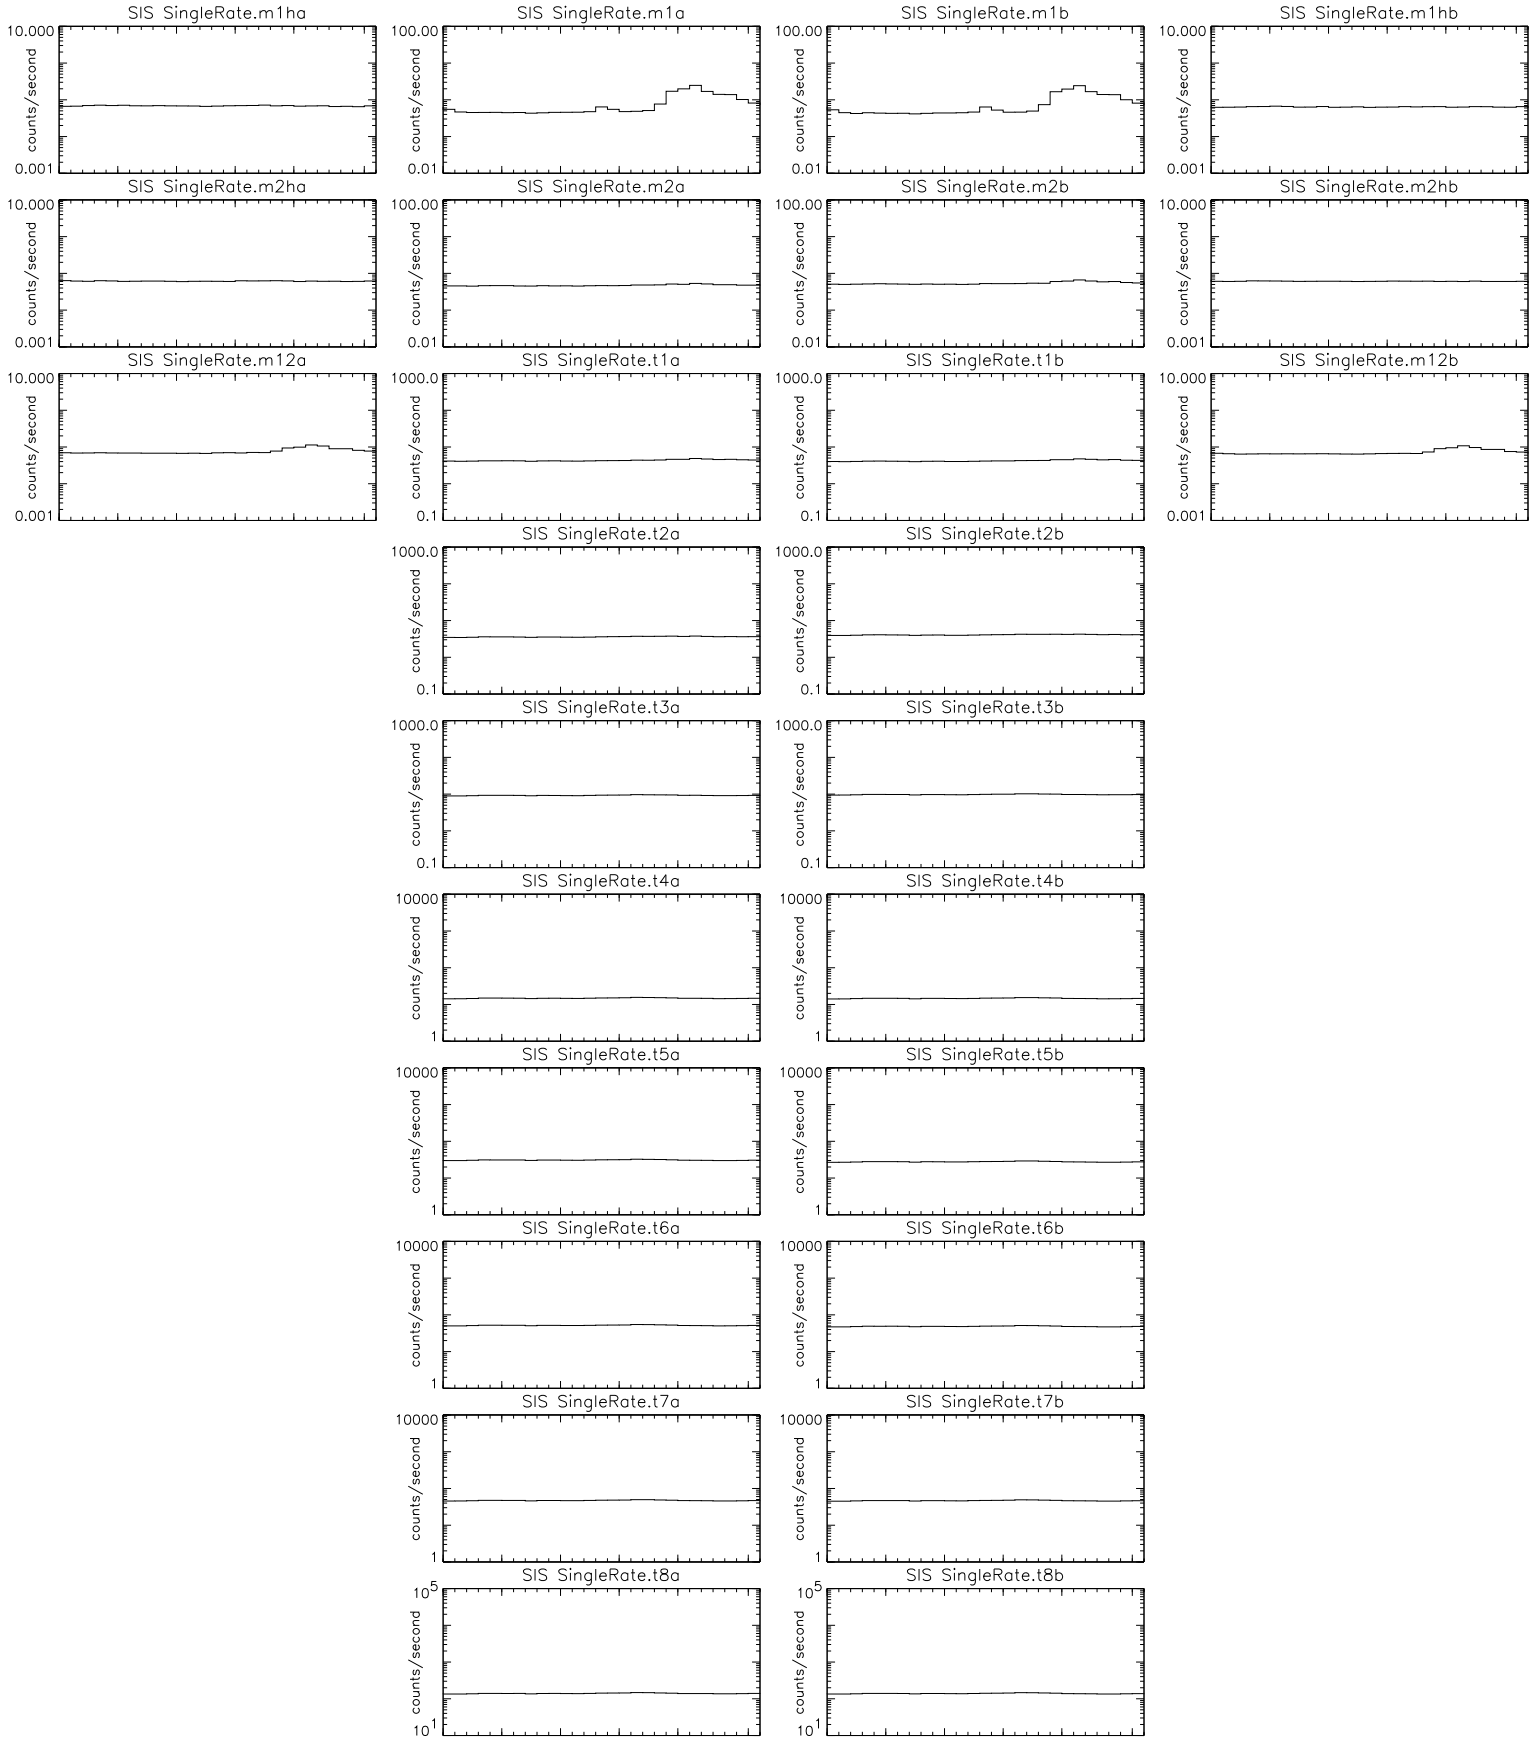 SIS SingleRate.m1ha
10.000
counts/second
0.001
SIS SingleRate.m1a
100.00
counts/second
0.01
SIS SingleRate.m1b
100.00
counts/second
0.01
SIS SingleRate.m1hb
10.000
counts/second
0.001
SIS SingleRate.m2ha
10.000
counts/second
0.001
SIS SingleRate.m2a
100.00
counts/second
0.01
SIS SingleRate.m2b
100.00
counts/second
0.01
SIS SingleRate.m2hb
10.000
counts/second
0.001
SIS SingleRate.m12a
10.000
counts/second
0.001
SIS SingleRate.t1a
1000.0
counts/second
0.1
SIS SingleRate.t1b
1000.0
counts/second
0.1
SIS SingleRate.m12b
10.000
counts/second
0.001
SIS SingleRate.t2a
1000.0
counts/second
0.1
SIS SingleRate.t2b
1000.0
counts/second
0.1
SIS SingleRate.t3a
1000.0
counts/second
0.1
SIS SingleRate.t3b
1000.0
counts/second
0.1
SIS SingleRate.t4a
10000
counts/second
1
SIS SingleRate.t4b
10000
counts/second
1
SIS SingleRate.t5a
10000
counts/second
1
SIS SingleRate.t5b
10000
counts/second
1
SIS SingleRate.t6a
10000
counts/second
1
SIS SingleRate.t6b
10000
counts/second
1
SIS SingleRate.t7a
10000
counts/second
1
SIS SingleRate.t7b
10000
counts/second
1
SIS SingleRate.t8a
10⁵
counts/second
10¹
SIS SingleRate.t8b
10⁵
counts/second
10¹